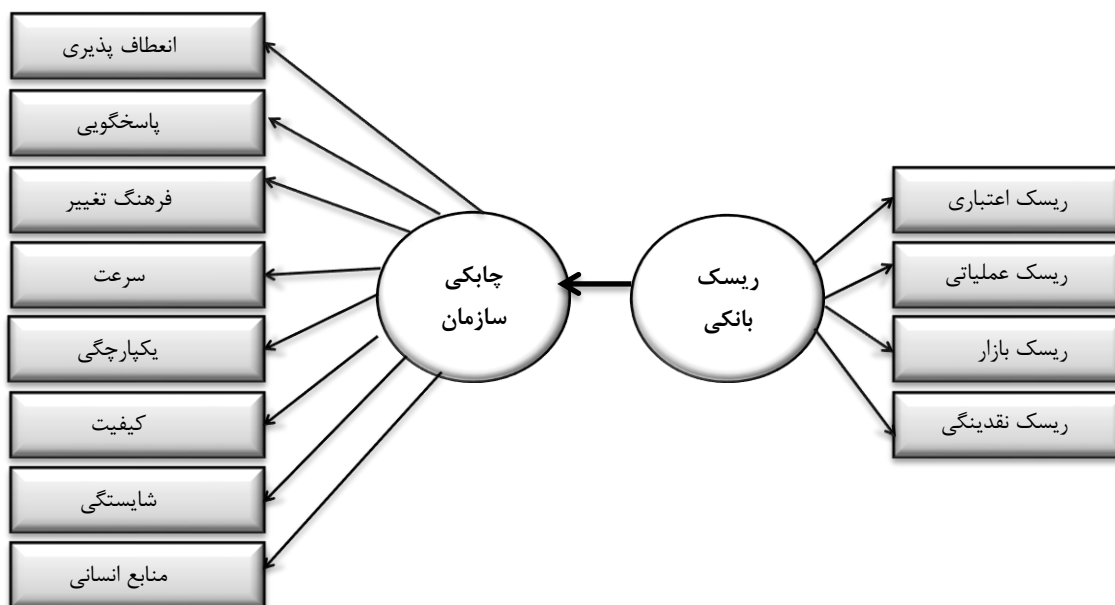 ریسک اعتباری
ریسک عملیاتی
ریسک بازار
ریسک نقدینگی
ریسک
بانکی
چابکی
سازمان
انعطاف پذیری
پاسخگویی
فرهنگ تغییر
سرعت
یکپارچگی
کیفیت
شایستگی
منابع انسانی